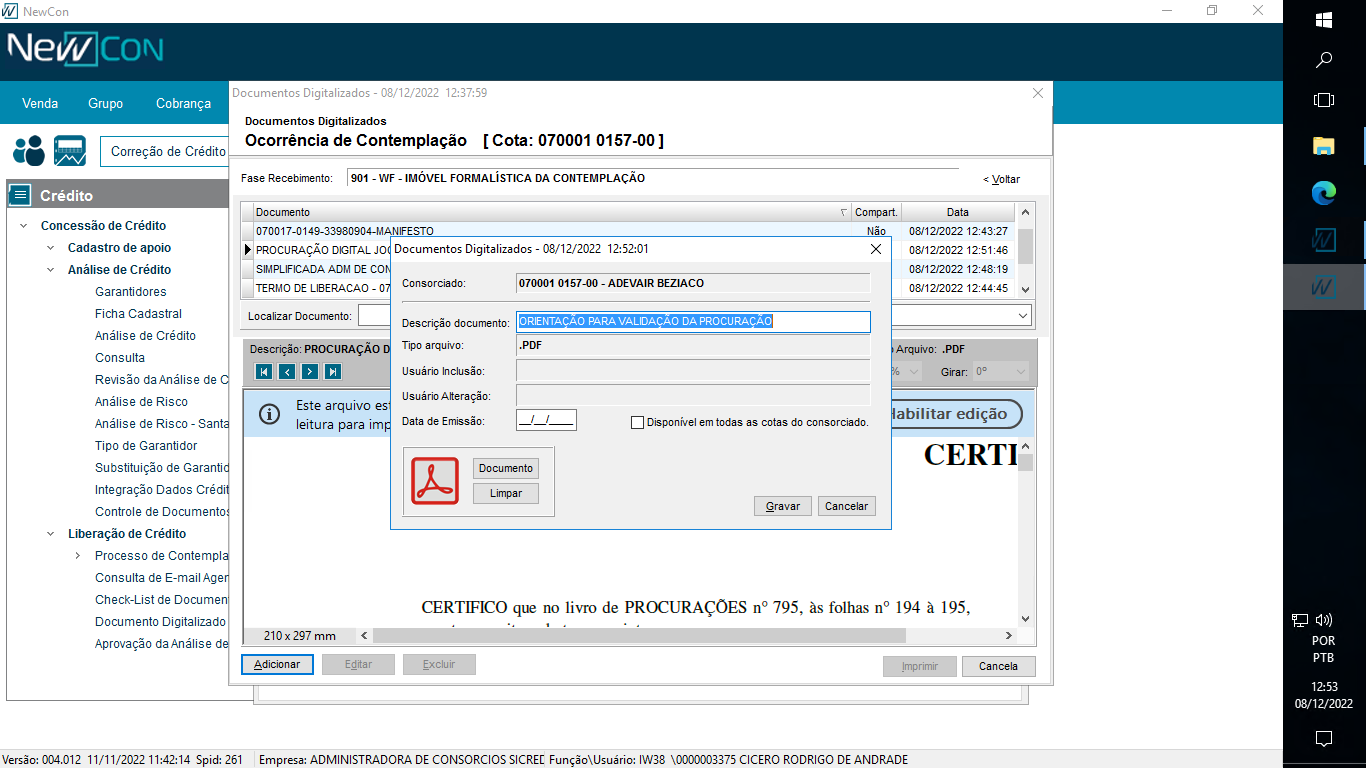 NewCon
NewCon
Venda Grupo Cobrança
Correção de Crédito
Crédito
Concessão de Crédito
Cadastro de apoio
Análise de Crédito
Garantidores
Ficha Cadastral
Análise de Crédito
Consulta
Revisão da Análise de C
Análise de Risco
Análise de Risco - Santa
Tipo de Garantidor
Substituição de Garantid
Integração Dados Crédit
Controle de Documentos
Liberação de Crédito
Processo de Contempla
Consulta de E-mail Ager
Check-List de Document
Documento Digitalizado
Aprovação da Análise de
Documentos Digitalizados - 08/12/2022 12:37:59
Documentos Digitalizados
Ocorrência de Contemplação [ Cota: 070001 0157-00 ]
Fase Recebimento: 901 - WF - IMÓVEL FORMALÍSTICA DA CONTEMPLAÇÃO
< Voltar
Documento Compart. Data
070017-0149-33980904-MANIFESTO Não 08/12/2022 12:43:27
PROCURAÇÃO DIGITAL JOC 08/12/2022 12:51:46
SIMPLIFICADA ADM DE CON 08/12/2022 12:48:19
TERMO DE LIBERACAO - 07 08/12/2022 12:44:45
Localizar Documento:
Descrição: PROCURAÇÃO D
o Arquivo: .PDF
% Girar: 0º
Este arquivo est
leitura para imp
Habilitar edição
CERTI
CERTIFICO que no livro de PROCURAÇÕES n° 795, às folhas n° 194 à 195,
210 x 297 mm
Adicionar Editar Excluir Imprimir Cancela
Documentos Digitalizados - 08/12/2022 12:52:01
Consorciado: 070001 0157-00 - ADEVAIR BEZIACO
Descrição documento: ORIENTAÇÃO PARA VALIDAÇÃO DA PROCURAÇÃO
Tipo arquivo: .PDF
Usuário Inclusão:
Usuário Alteração:
Data de Emissão: __/__/____ Disponível em todas as cotas do consorciado.
Documento
Limpar
Gravar Cancelar
Versão: 004.012 11/11/2022 11:42:14 Spid: 261 Empresa: ADMINISTRADORA DE CONSORCIOS SICRED Função\Usuário: IW38 \0000003375 CICERO RODRIGO DE ANDRADE
POR
PTB
12:53
08/12/2022